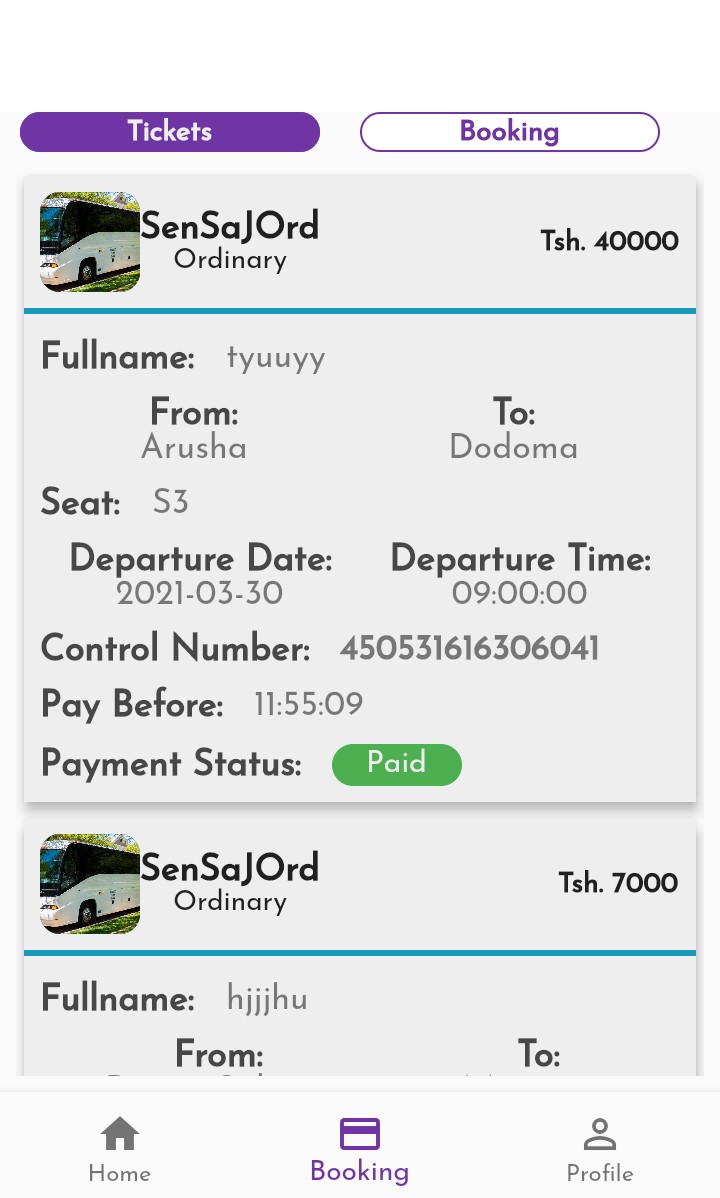 Tickets Booking
SenSaJOrd
Ordinary
Tsh. 40000
Fullname: tyuuyy
From: To:
Arusha Dodoma
Seat: S3
Departure Date: Departure Time:
2021-03-30 09:00:00
Control Number: 450531616306041
Pay Before: 11:55:09
Payment Status: Paid
SenSaJOrd
Ordinary
Tsh. 7000
Fullname: hjjjhu
From: To:
Home Booking Profile